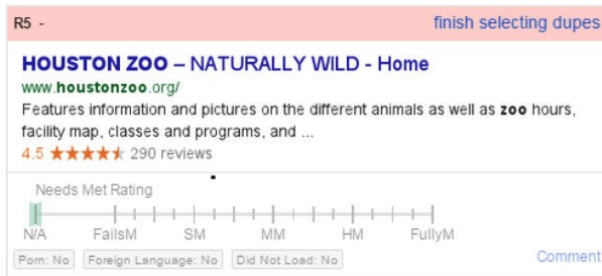 R5 - finish selecting dupes
HOUSTON ZOO – NATURALLY WILD - Home
www.houstonzoo.org/
Features information and pictures on the different animals as well as zoo hours,
facility map, classes and programs, and ...
4.5 290 reviews
Needs Met Rating
N/A FailsM SM MM HM FullyM
Porn: No Foreign Language: No Did Not Load: No Comment